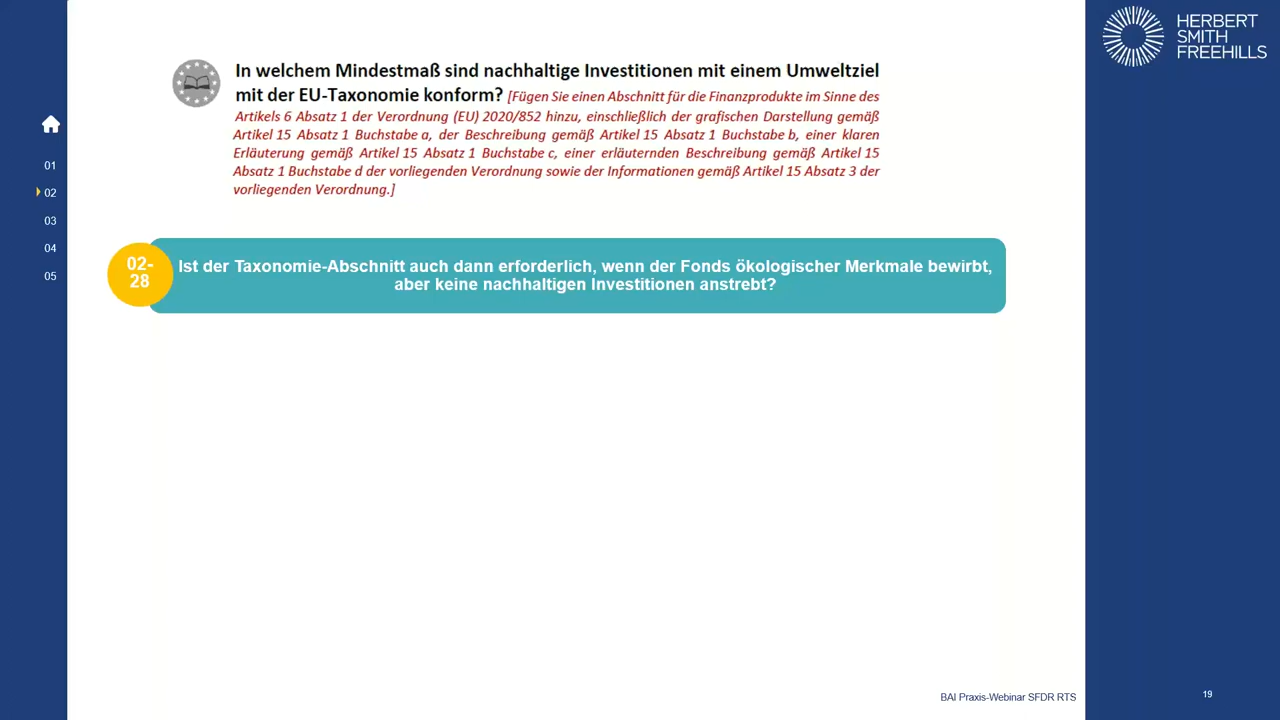 HERBERT
SMITH
FREEHILLS
In welchem Mindestmaß sind nachhaltige Investitionen mit einem Umweltziel
mit der EU-Taxonomie konform? [Fügen Sie einen Abschnitt für die Finanzprodukte im Sinne des
Artikels 6 Absatz 1 der Verordnung (EU) 2020/852 hinzu, einschließlich der grafischen Darstellung gemäß
Artikel 15 Absatz 1 Buchstabe a, der Beschreibung gemäß Artikel 15 Absatz 1 Buchstabe b, einer klaren
Erläuterung gemäß Artikel 15 Absatz 1 Buchstabe c, einer erläuternden Beschreibung gemäß Artikel 15
Absatz 1 Buchstabe d der vorliegenden Verordnung sowie der Informationen gemäß Artikel 15 Absatz 3 der
vorliegenden Verordnung.]
01
02
03
04
05
02-
28
Ist der Taxonomie-Abschnitt auch dann erforderlich, wenn der Fonds ökologischer Merkmale bewirbt,
aber keine nachhaltigen Investitionen anstrebt?
BAI Praxis-Webinar SFDR RTS
19